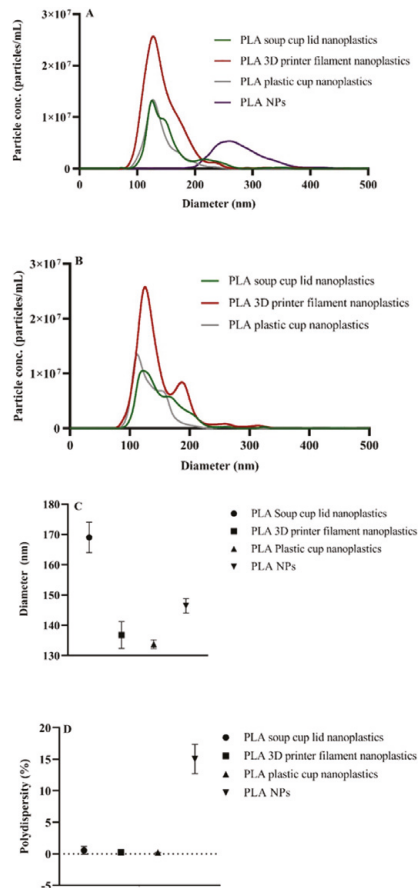 A
3×10⁷
2×10⁷
1×10⁷
0
Particle conc. (particles/mL)
PLA soup cup lid nanoplastics
PLA 3D printer filament nanoplastics
PLA plastic cup nanoplastics
PLA NPs
0 100 200 300 400 500
Diameter (nm)
B
3×10⁷
2×10⁷
1×10⁷
0
Particle conc. (particles/mL)
PLA soup cup lid nanoplastics
PLA 3D printer filament nanoplastics
PLA plastic cup nanoplastics
0 100 200 300 400 500
Diameter (nm)
C
180
170
160
150
140
130
Diameter (nm)
PLA Soup cup lid nanoplastics
PLA 3D printer filament nanoplastics
PLA Plastic cup nanoplastics
PLA NPs
D
20
15
10
5
0
-5
Polydispersity (%)
PLA soup cup lid nanoplastics
PLA 3D printer filament nanoplastics
PLA plastic cup nanoplastics
PLA NPs